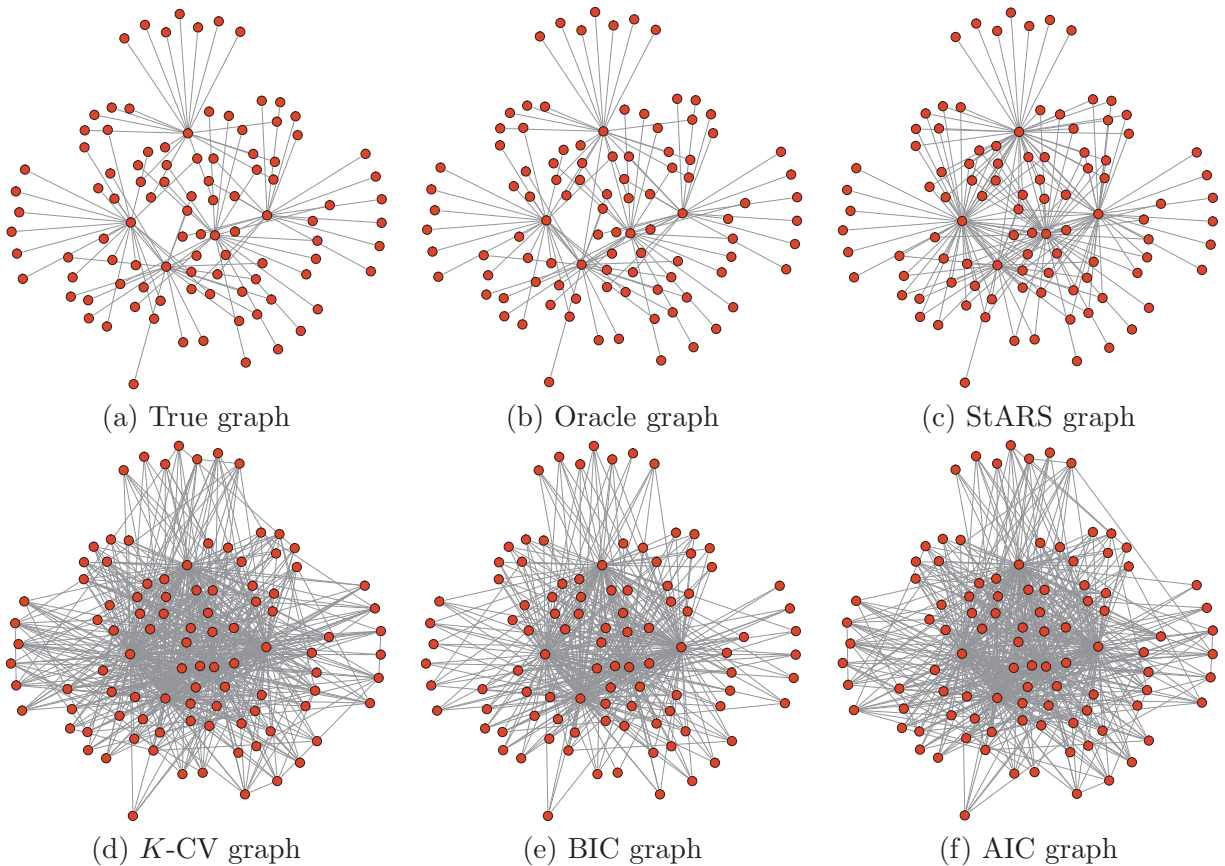 (a) True graph
(b) Oracle graph
(c) StARS graph
(d) K-CV graph
(e) BIC graph
(f) AIC graph